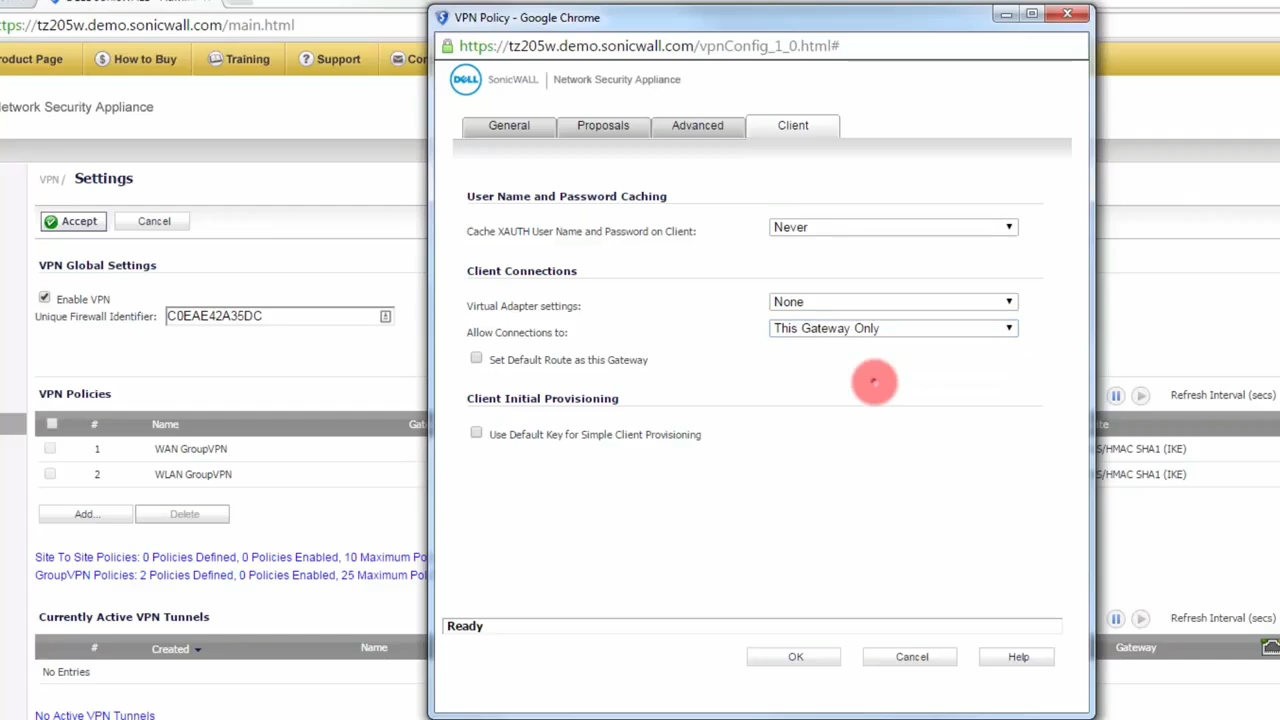 VPN Policy - Google Chrome
ttps://tz205w.demo.sonicwall.com/main.html
https://tz205w.demo.sonicwall.com/vpnConfig_1_0.html#
roduct Page
$ How to Buy
Training
? Support
Con
DELL
SonicWALL
Network Security Appliance
etwork Security Appliance
General
Proposals
Advanced
Client
VPN / Settings
Accept
Cancel
User Name and Password Caching
Cache XAUTH User Name and Password on Client:
Never
Client Connections
Virtual Adapter settings:
None
Allow Connections to:
This Gateway Only
Set Default Route as this Gateway
Client Initial Provisioning
Use Default Key for Simple Client Provisioning
VPN Global Settings
Enable VPN
Unique Firewall Identifier:
C0EAE42A35DC
VPN Policies
Refresh Interval (secs)
#
Name
Gat
te
1
WAN GroupVPN
S/HMAC SHA1 (IKE)
2
WLAN GroupVPN
S/HMAC SHA1 (IKE)
Add...
Delete
Site To Site Policies: 0 Policies Defined, 0 Policies Enabled, 10 Maximum Po
GroupVPN Policies: 2 Policies Defined, 0 Policies Enabled, 25 Maximum Pol
Currently Active VPN Tunnels
Refresh Interval (secs)
#
Created
Name
Gateway
No Entries
No Active VPN Tunnels
Ready
OK
Cancel
Help